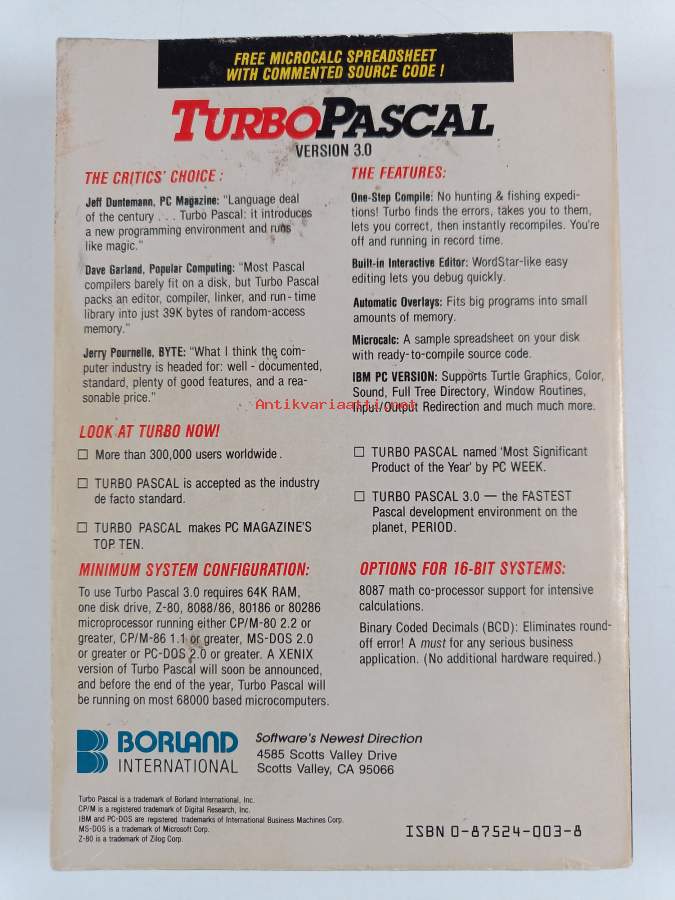 FREE MICROCALC SPREADSHEET
WITH COMMENTED SOURCE CODE !
TURBO PASCAL
VERSION 3.0
THE CRITICS' CHOICE :
Jeff Duntemann, PC Magazine: "Language deal
of the century . . . Turbo Pascal: it introduces
a new programming environment and runs
like magic."
Dave Garland, Popular Computing: "Most Pascal
compilers barely fit on a disk, but Turbo Pascal
packs an editor, compiler, linker, and run-time
library into just 39K bytes of random-access
memory."
Jerry Pournelle, BYTE: "What I think the com-
puter industry is headed for: well - documented,
standard, plenty of good features, and a rea-
sonable price."
LOOK AT TURBO NOW!
More than 300,000 users worldwide.
TURBO PASCAL is accepted as the industry
de facto standard.
TURBO PASCAL makes PC MAGAZINE'S
TOP TEN.
MINIMUM SYSTEM CONFIGURATION:
To use Turbo Pascal 3.0 requires 64K RAM,
one disk drive, Z-80, 8088/86, 80186 or 80286
microprocessor running either CP/M-80 2.2 or
greater, CP/M-86 1.1 or greater, MS-DOS 2.0
or greater or PC-DOS 2.0 or greater. A XENIX
version of Turbo Pascal will soon be announced,
and before the end of the year, Turbo Pascal will
be running on most 68000 based microcomputers.
THE FEATURES:
One-Step Compile: No hunting & fishing expedi-
tions! Turbo finds the errors, takes you to them,
lets you correct, then instantly recompiles. You're
off and running in record time.
Built-in Interactive Editor: WordStar-like easy
editing lets you debug quickly.
Automatic Overlays: Fits big programs into small
amounts of memory.
Microcalc: A sample spreadsheet on your disk
with ready-to-compile source code.
IBM PC VERSION: Supports Turtle Graphics, Color,
Sound, Full Tree Directory, Window Routines,
Input/Output Redirection and much much more.
TURBO PASCAL named 'Most Significant
Product of the Year' by PC WEEK.
TURBO PASCAL 3.0 — the FASTEST
Pascal development environment on the
planet, PERIOD.
OPTIONS FOR 16-BIT SYSTEMS:
8087 math co-processor support for intensive
calculations.
Binary Coded Decimals (BCD): Eliminates round-
off error! A must for any serious business
application. (No additional hardware required.)
Antikvariaatti.net
BORLAND
INTERNATIONAL
Software's Newest Direction
4585 Scotts Valley Drive
Scotts Valley, CA 95066
Turbo Pascal is a trademark of Borland International, Inc.
CP/M is a registered trademark of Digital Research, Inc.
IBM and PC-DOS are registered trademarks of International Business Machines Corp.
MS-DOS is a trademark of Microsoft Corp.
Z-80 is a trademark of Zilog Corp.
ISBN 0-87524-003-8